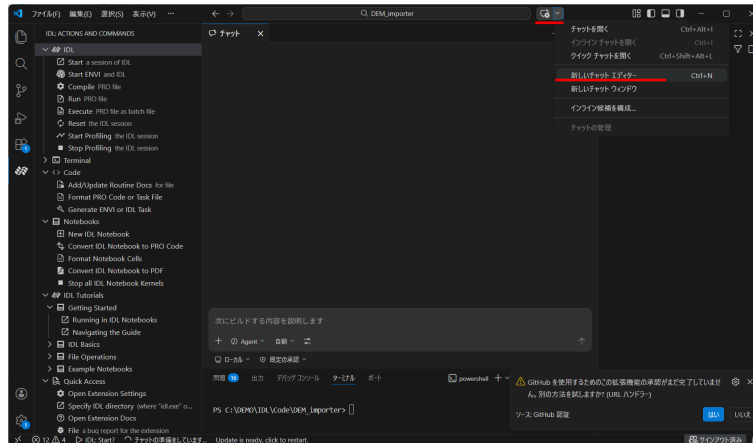 ファイル(F) 編集(E) 選択(S) 表示(V) ··· DEM_importer
IDL: ACTIONS AND COMMANDS
IDL
Start a session of IDL
Start ENVI and IDL
Compile PRO file
Run PRO file
Execute PRO file as batch file
Reset the IDL session
Start Profiling the IDL session
Stop Profiling the IDL session
Terminal
Code
Add/Update Routine Docs for file
Format PRO Code or Task File
Generate ENVI or IDL Task
Notebooks
New IDL Notebook
Convert IDL Notebook to PRO Code
Format Notebook Cells
Convert IDL Notebook to PDF
Stop all IDL Notebook Kernels
IDL Tutorials
Getting Started
Running in IDL Notebooks
Navigating the Guide
IDL Basics
File Operations
Example Notebooks
Quick Access
Open Extension Settings
Specify IDL directory (where "idl.exe" o...
Open Extension Docs
File a bug report for the extension
チャット
チャットを開く Ctrl+Alt+I
インライン チャットを開く Ctrl+I
クイック チャットを開く Ctrl+Shift+Alt+L
新しいチャット エディター Ctrl+N
新しいチャット ウィンドウ
インライン候補を構成...
チャットの管理
次にビルドする内容を説明します
Agent 自動
ローカル 既定の承認
問題 16 出力 デバッグ コンソール ターミナル ポート powershell
PS C:\DEMO\IDL\Code\DEM_importer>
GitHub を使用するためのこの拡張機能の承認がまだ完了していません。
ん。別の方法を試しますか? (URL ハンドラー)
ソース: GitHub 認証 はい いいえ
12 4 IDL: Start? チャットの準備をしています... Update is ready, click to restart. サインアウト済み